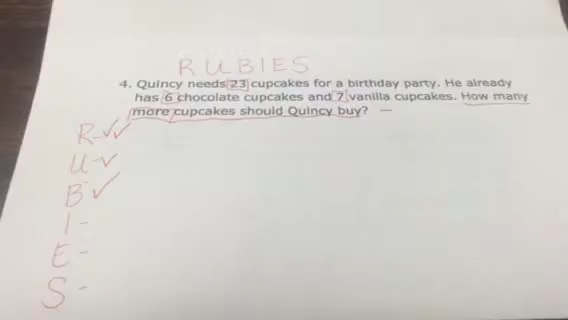 RUBIES
4. Quincy needs 23 cupcakes for a birthday party. He already
has 6 chocolate cupcakes and 7 vanilla cupcakes. How many
more cupcakes should Quincy buy?
R-✓✓
U-✓
B-✓
I-
E-
S-